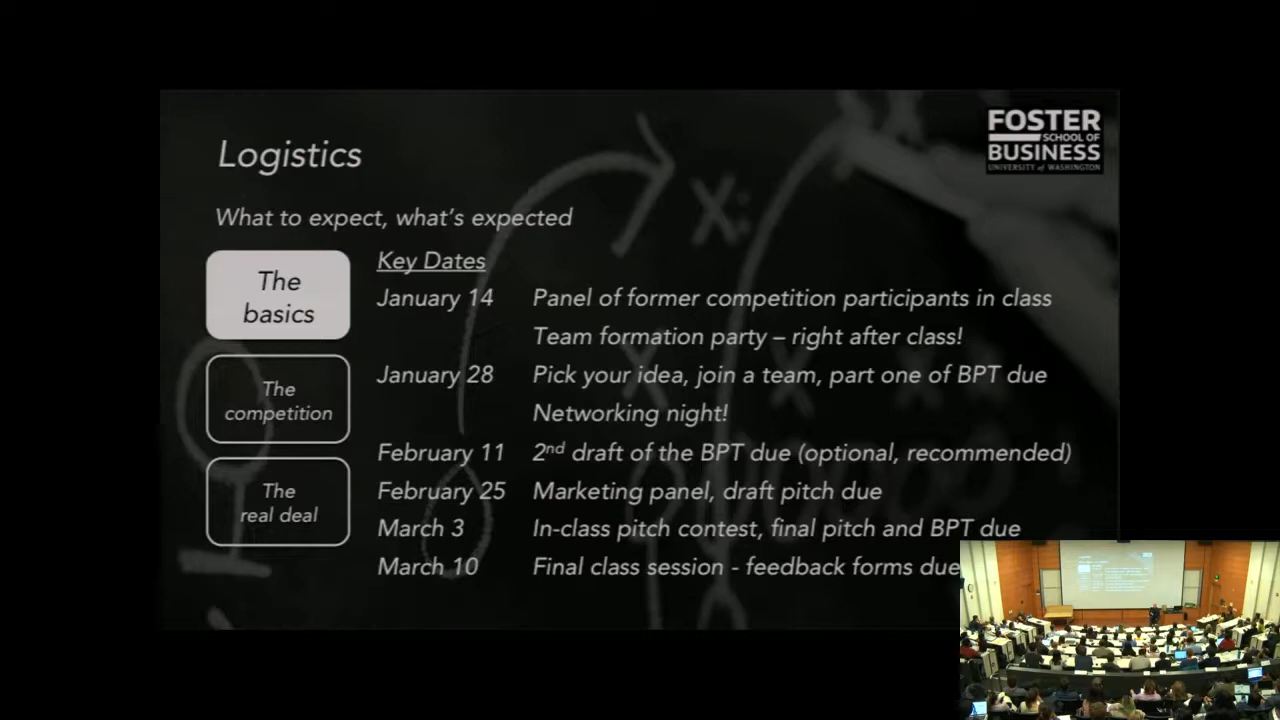 Logistics
FOSTER
SCHOOL OF
BUSINESS
UNIVERSITY of WASHINGTON
What to expect, what's expected
The
basics
The
competition
The
real deal
Key Dates
January 14 Panel of former competition participants in class
Team formation party – right after class!
January 28 Pick your idea, join a team, part one of BPT due
Networking night!
February 11 2nd draft of the BPT due (optional, recommended)
February 25 Marketing panel, draft pitch due
March 3 In-class pitch contest, final pitch and BPT due
March 10 Final class session - feedback forms due
X: